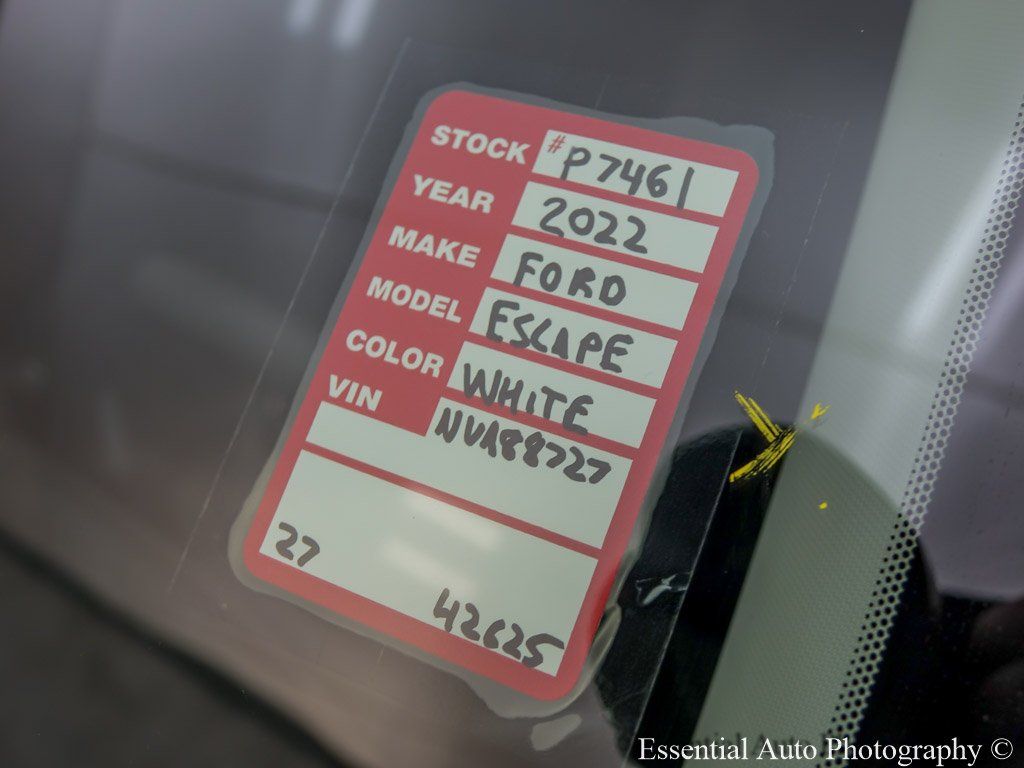 STOCK #P7461
YEAR 2022
MAKE FORD
MODEL ESCAPE
COLOR WHITE
VIN NUA88727
27
42625
Essential Auto Photography ©